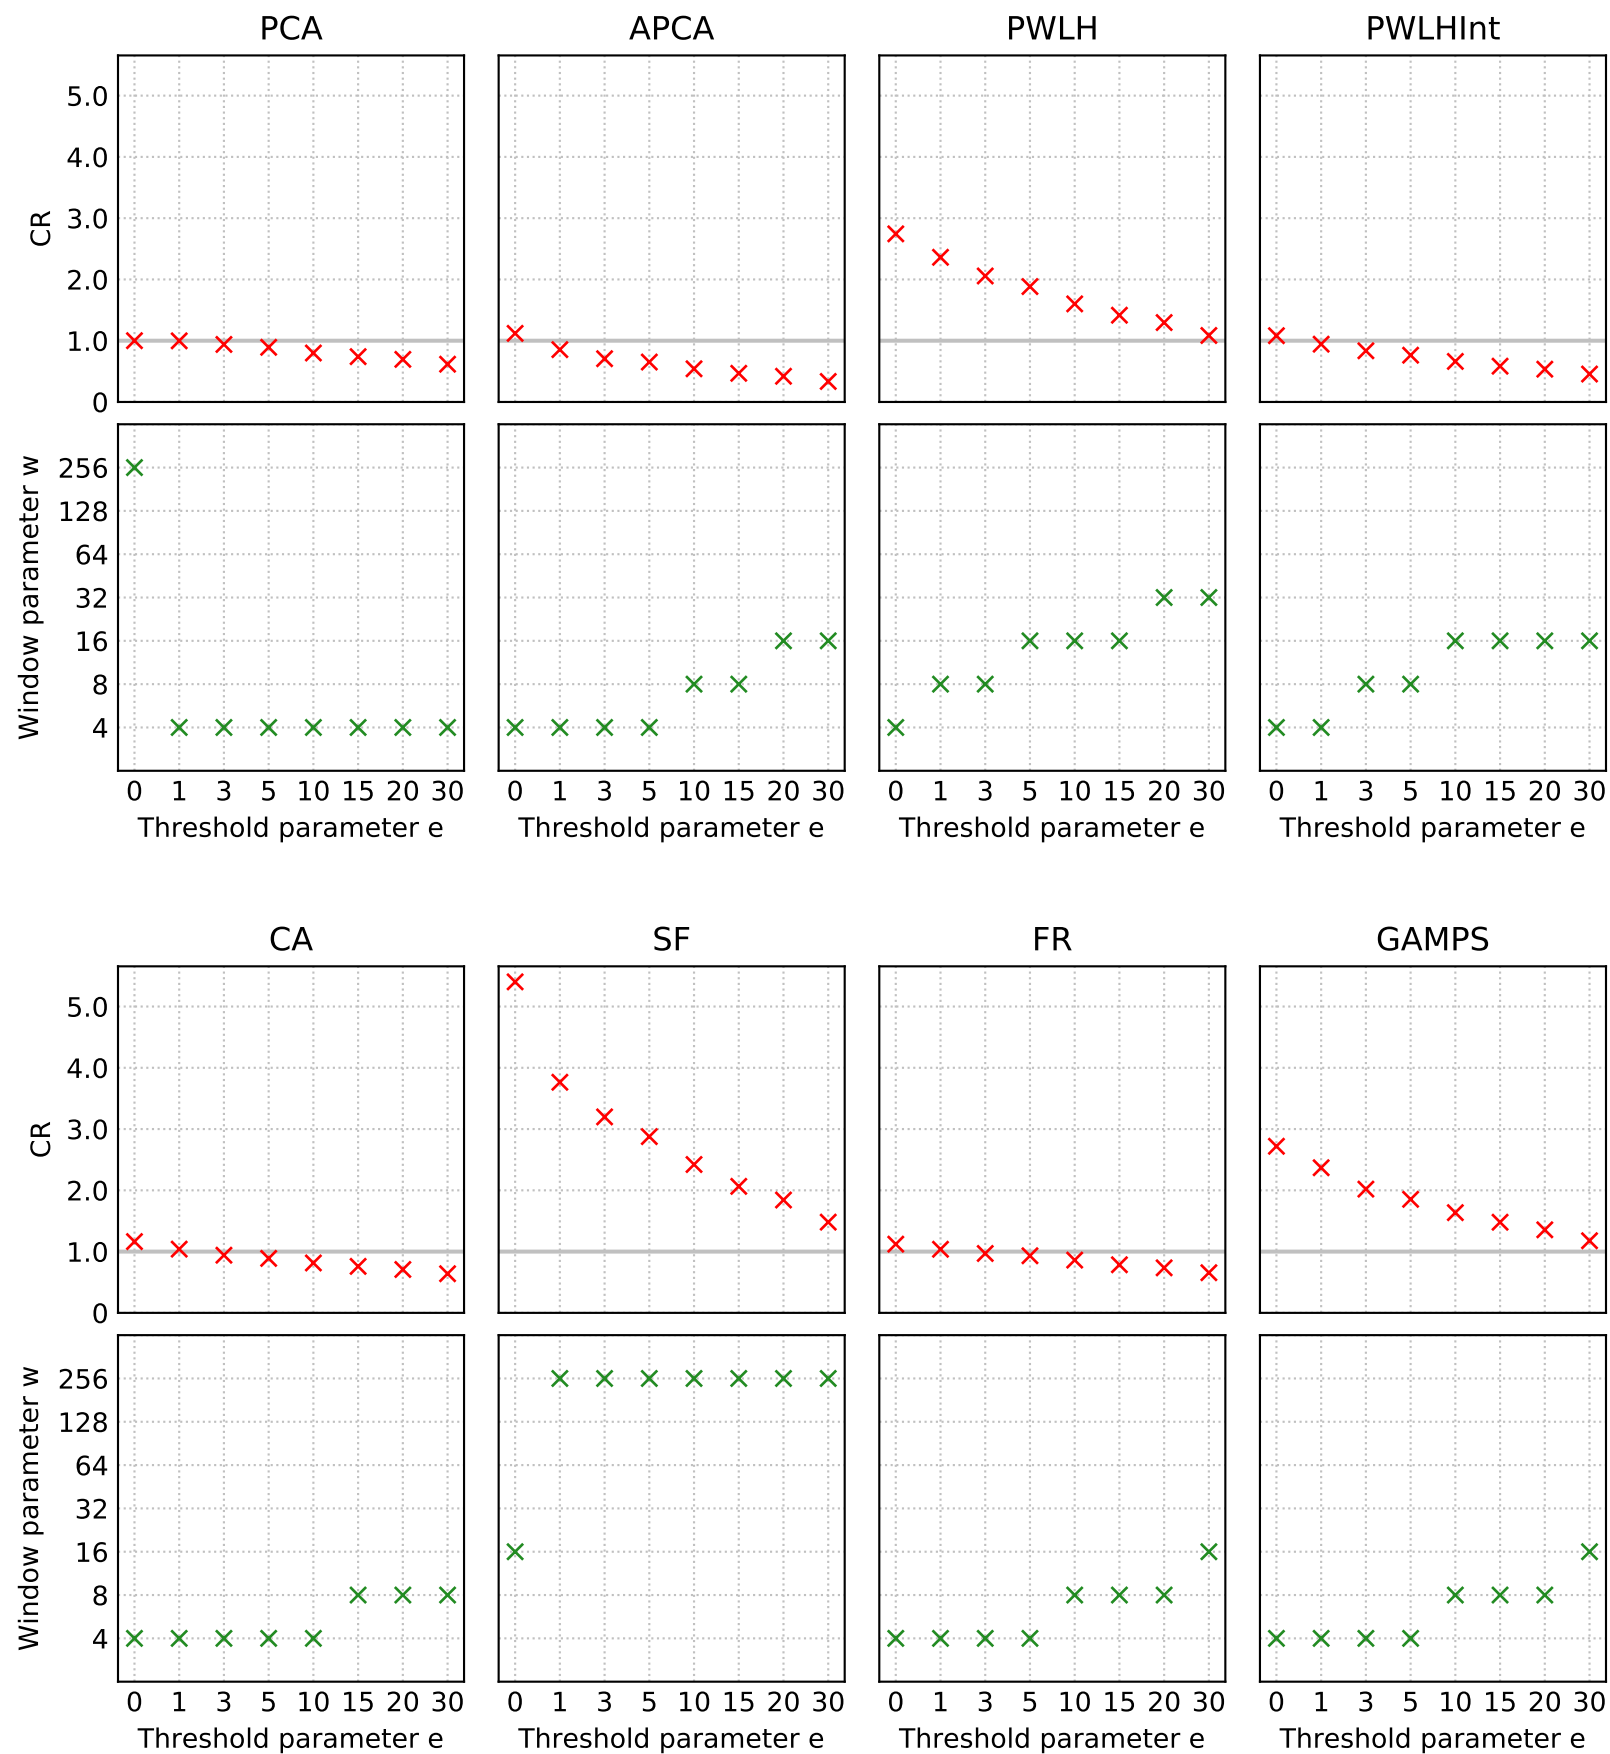 PCA APCA PWLH PWLHInt
CR
5.0
4.0
3.0
2.0
1.0
0
Window parameter w
256
128
64
32
16
8
4
0 1 3 5 10 15 20 30 0 1 3 5 10 15 20 30 0 1 3 5 10 15 20 30 0 1 3 5 10 15 20 30
Threshold parameter e Threshold parameter e Threshold parameter e Threshold parameter e
CA SF FR GAMPS
CR
5.0
4.0
3.0
2.0
1.0
0
Window parameter w
256
128
64
32
16
8
4
0 1 3 5 10 15 20 30 0 1 3 5 10 15 20 30 0 1 3 5 10 15 20 30 0 1 3 5 10 15 20 30
Threshold parameter e Threshold parameter e Threshold parameter e Threshold parameter e